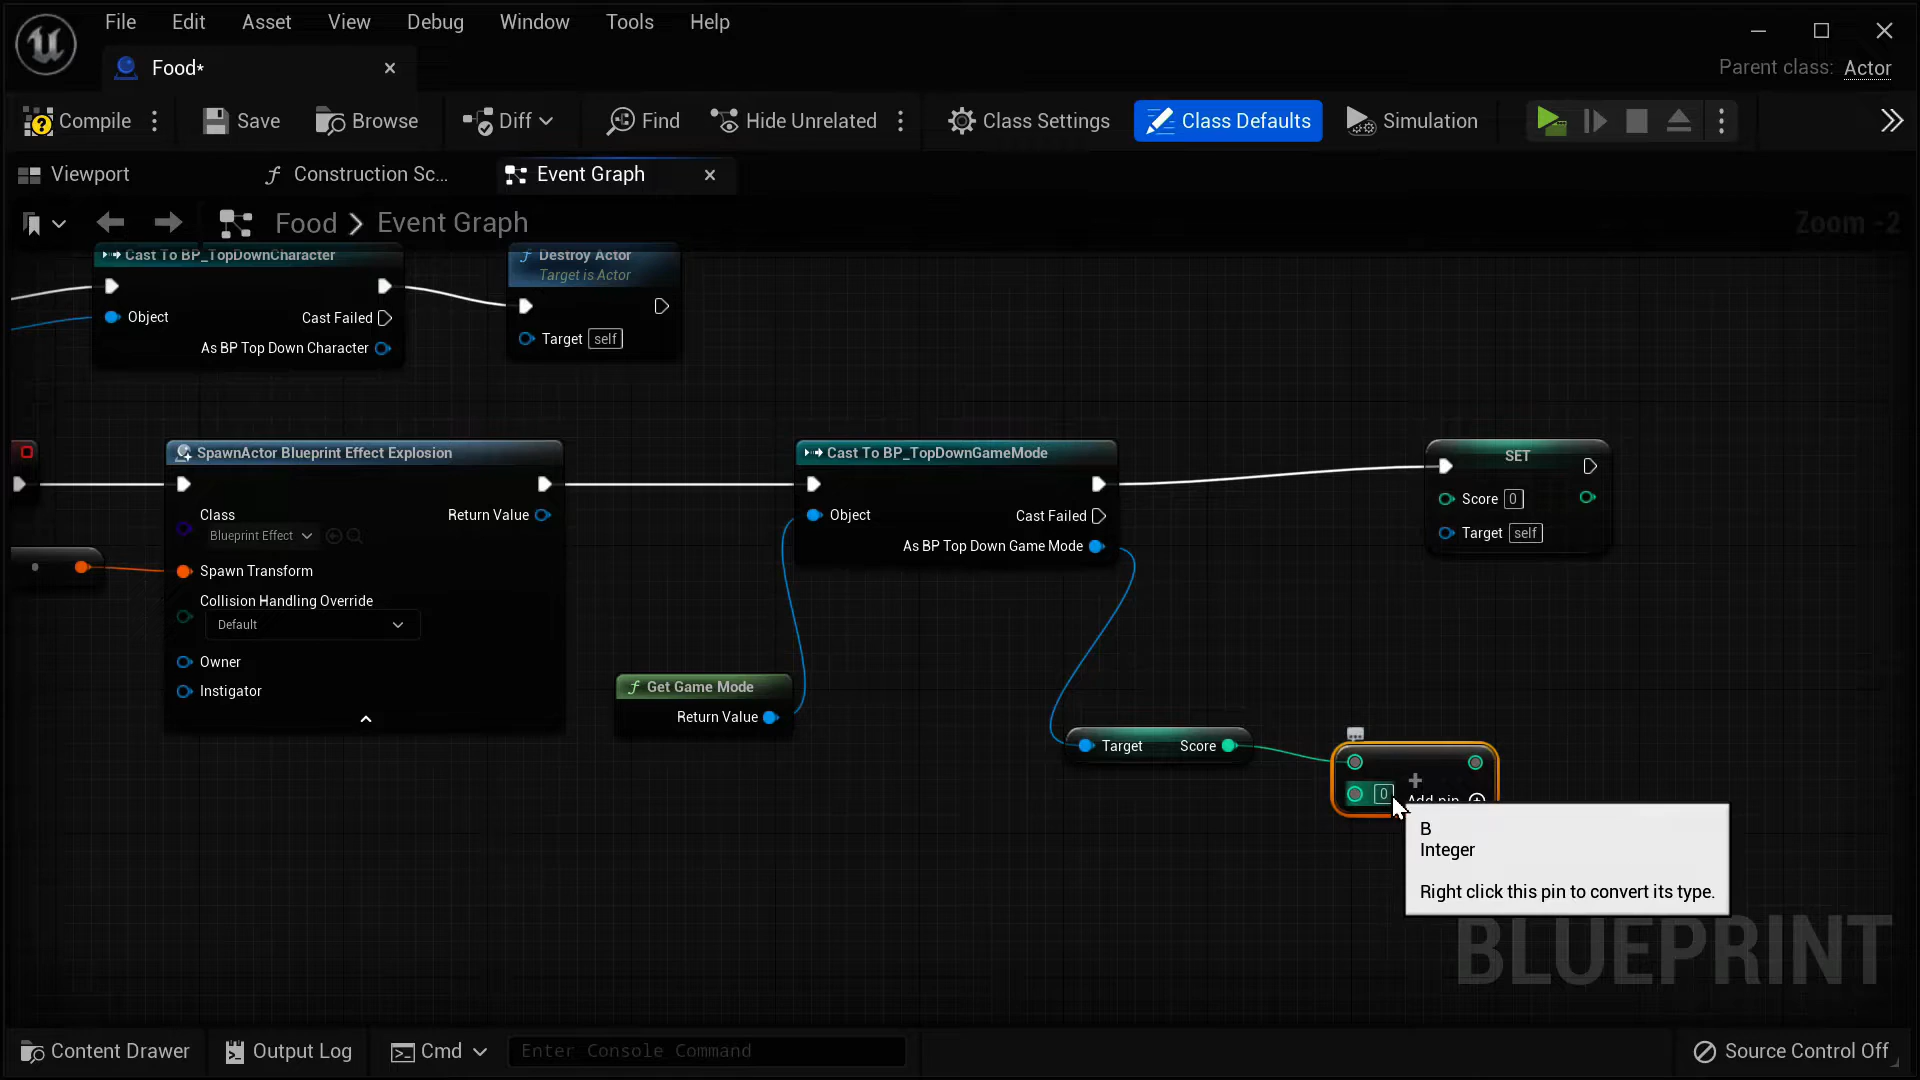 File Edit Asset View Debug Window Tools Help
Food*
Parent class: Actor
Compile Save Browse Diff Find Hide Unrelated Class Settings Class Defaults Simulation
Viewport Construction Sc... Event Graph
Food > Event Graph
Zoom -2
Cast To BP_TopDownCharacter
Object
Cast Failed
As BP Top Down Character
Destroy Actor
Target is Actor
Target self
SpawnActor Blueprint Effect Explosion
Class
Return Value
Blueprint Effect
Spawn Transform
Collision Handling Override
Default
Owner
Instigator
Cast To BP_TopDownGameMode
Object
Cast Failed
As BP Top Down Game Mode
SET
Score 0
Target self
Get Game Mode
Return Value
Target Score
0
Add pin
B
Integer
Right click this pin to convert its type.
BLUEPRINT
Content Drawer Output Log Cmd Enter Console Command Source Control Off